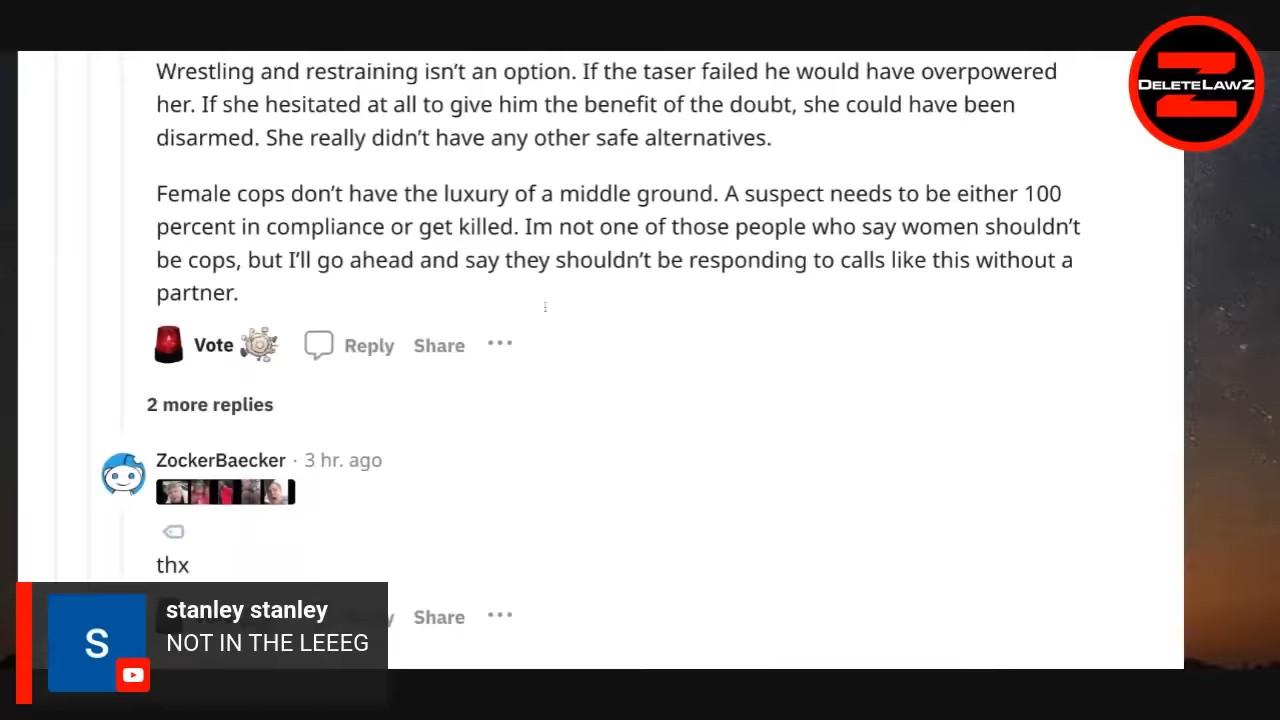 Wrestling and restraining isn't an option. If the taser failed he would have overpowered
her. If she hesitated at all to give him the benefit of the doubt, she could have been
disarmed. She really didn't have any other safe alternatives.
Female cops don't have the luxury of a middle ground. A suspect needs to be either 100
percent in compliance or get killed. Im not one of those people who say women shouldn't
be cops, but I'll go ahead and say they shouldn't be responding to calls like this without a
partner.
Vote Reply Share
2 more replies
ZockerBaecker · 3 hr. ago
thx
Share
S
stanley stanley
NOT IN THE LEEEG
DELETELAWZ